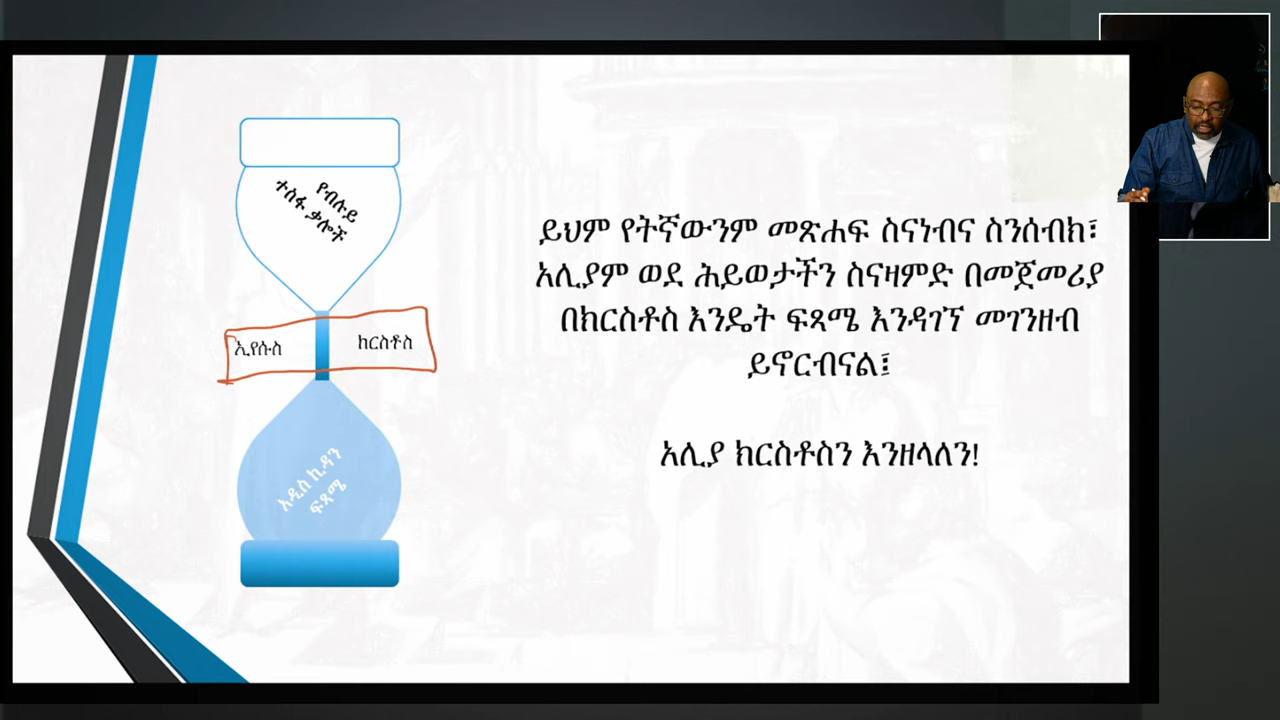 የብሉይ
ተስፋ ቃሎች
ኢየሱስ
ክርስቶስ
አዲስ ኪዳን
ፍጻሜ
ይህም የትኛውንም መጽሐፍ ስናነብና ስንሰብክ፣
አሊያም ወደ ሕይወታችን ስናዛምድ በመጀመሪያ
በክርስቶስ እንዴት ፍጻሜ እንዳገኘ መገንዘብ
ይኖርብናል፤
አሊያ ክርስቶስን እንዘላለን!